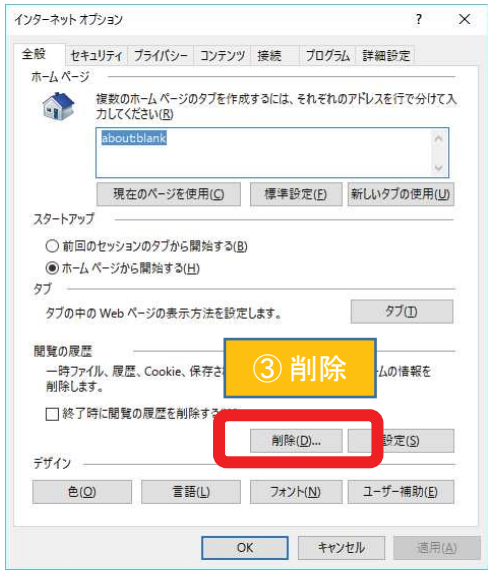 インターネット オプション ? ×
全般 セキュリティ プライバシー コンテンツ 接続 プログラム 詳細設定
ホーム ページ
複数のホーム ページのタブを作成するには、それぞれのアドレスを行で分けて入
力してください(R)
about:blank
現在のページを使用(C) 標準設定(F) 新しいタブの使用(U)
スタートアップ
前回のセッションのタブから開始する(B)
ホーム ページから開始する(H)
タブ
タブの中の Web ページの表示方法を設定します。 タブ(T)
閲覧の履歴
③ 削除
一時ファイル、履歴、Cookie、保存さ ムの情報を
削除します。
終了時に閲覧の履歴を削除する
削除(D)... 設定(S)
デザイン
色(O) 言語(L) フォント(N) ユーザー補助(E)
OK キャンセル 適用(A)